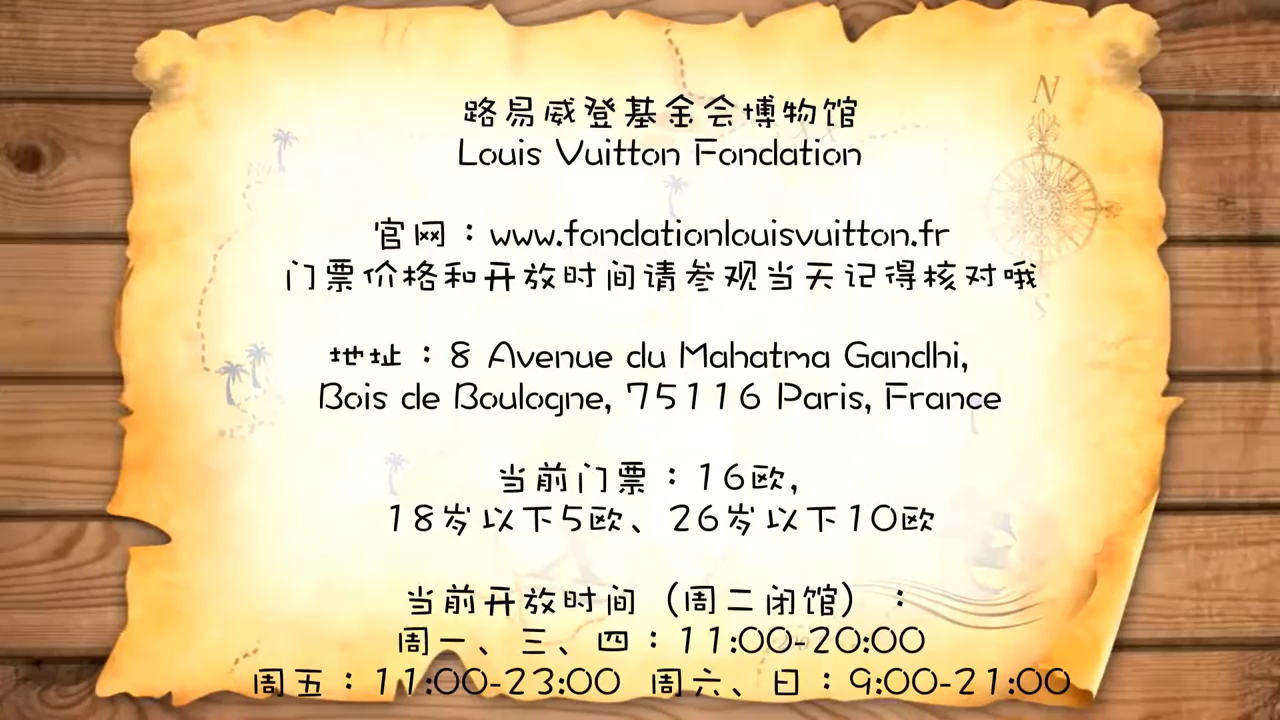 路易威登基金会博物馆
Louis Vuitton Fondation
官网：www.fondationlouisvuitton.fr
门票价格和开放时间请参观当天记得核对哦
地址：8 Avenue du Mahatma Gandhi,
Bois de Boulogne, 75116 Paris, France
当前门票：16欧,
18岁以下5欧、26岁以下10欧
当前开放时间（周二闭馆）：
周一、三、四：11:00-20:00
周五：11:00-23:00 周六、日：9:00-21:00
N
S